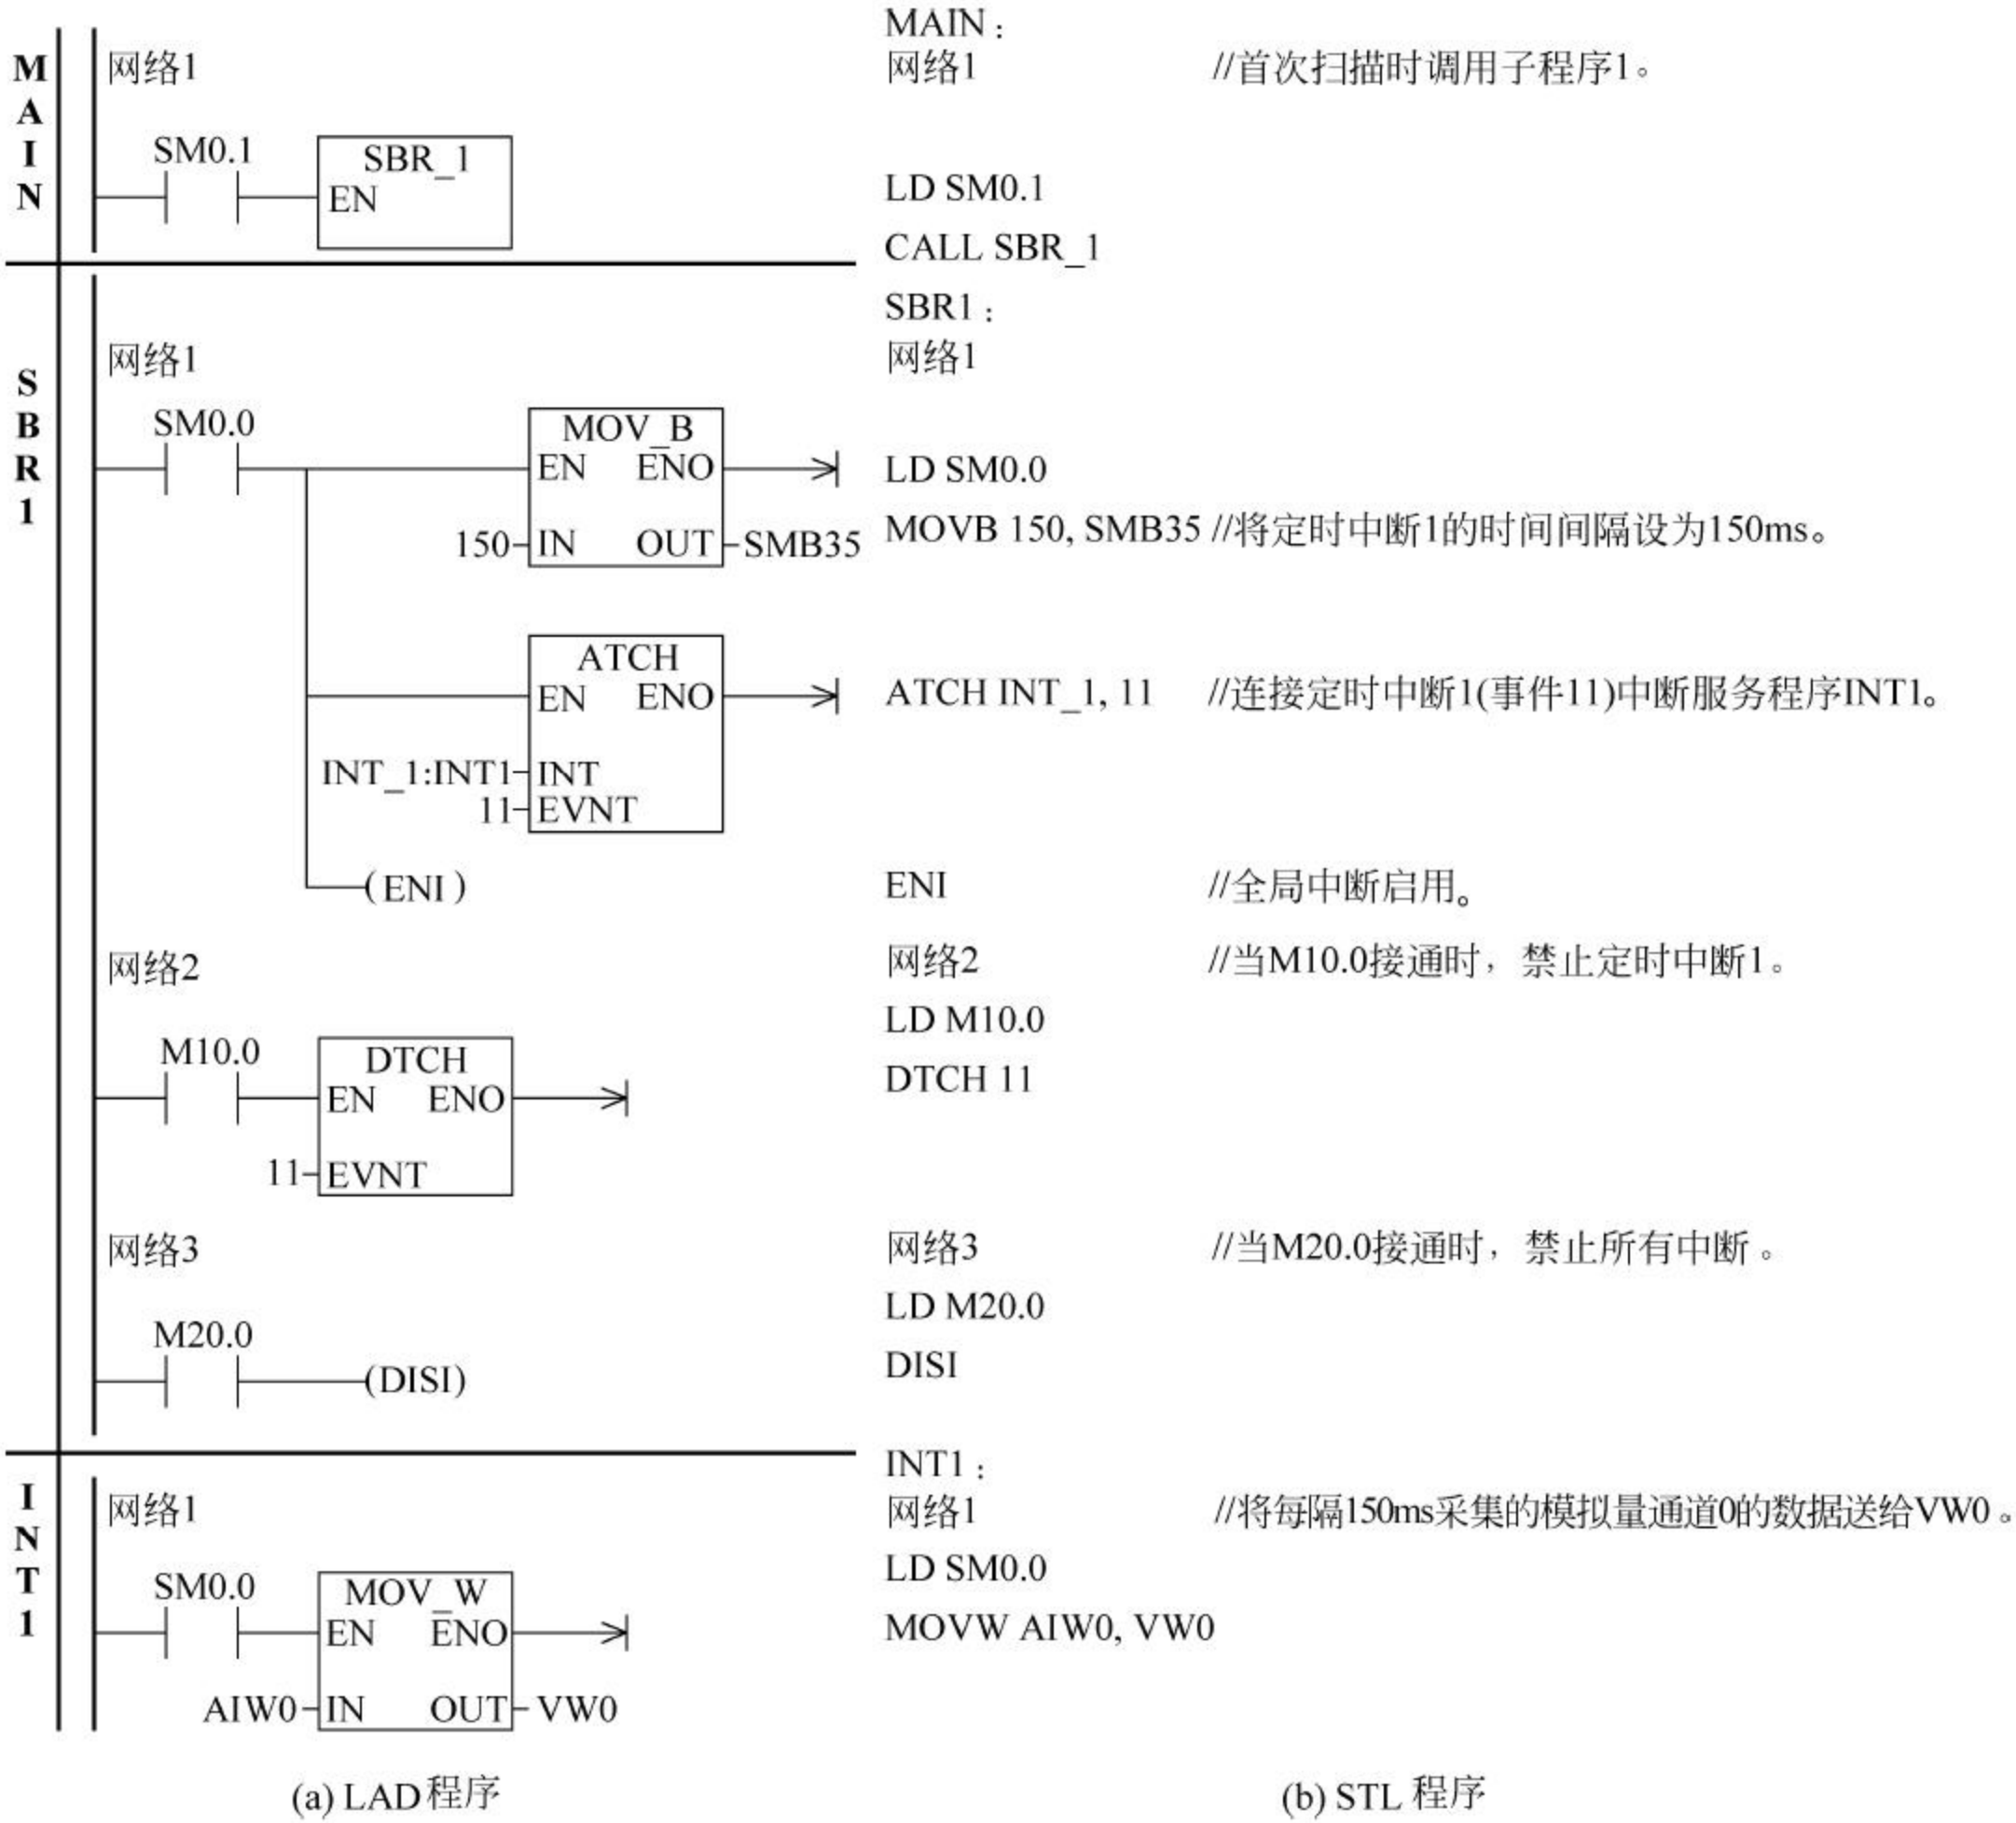 MAIN
网络1
SM0.1
SBR_1
EN
SBR1
网络1
SM0.0
MOV_B
EN ENO
150 IN OUT SMB35
ATCH
EN ENO
INT_1:INT1 INT
11 EVNT
(ENI)
网络2
M10.0
DTCH
EN ENO
11 EVNT
网络3
M20.0
(DISI)
INT1
网络1
SM0.0
MOV_W
EN ENO
AIW0 IN OUT VW0
(a) LAD程序
MAIN：
网络1 //首次扫描时调用子程序1。
LD SM0.1
CALL SBR_1
SBR1：
网络1
LD SM0.0
MOVB 150, SMB35 //将定时中断1的时间间隔设为150ms。
ATCH INT_1, 11 //连接定时中断1(事件11)中断服务程序INT1。
ENI //全局中断启用。
网络2 //当M10.0接通时，禁止定时中断1。
LD M10.0
DTCH 11
网络3 //当M20.0接通时，禁止所有中断。
LD M20.0
DISI
INT1：
网络1 //将每隔150ms采集的模拟量通道0的数据送给VW0。
LD SM0.0
MOVW AIW0, VW0
(b) STL 程序